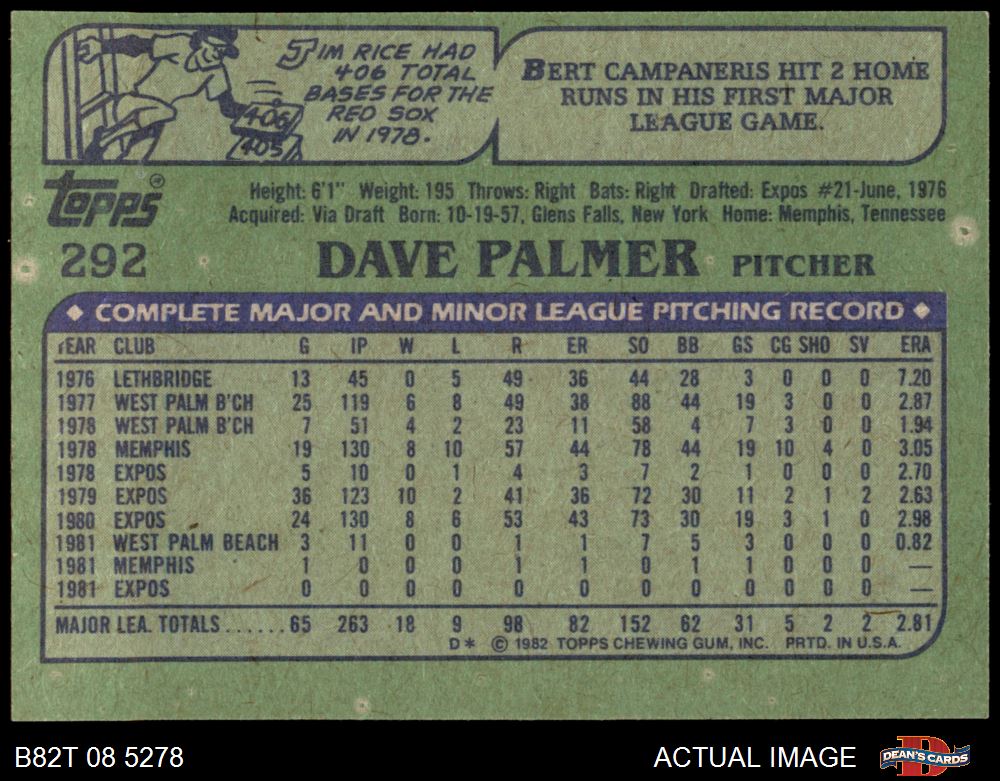 JIM RICE HAD
406 TOTAL
BASES FOR THE
RED SOX
IN 1978.
406
405
BERT CAMPANERIS HIT 2 HOME
RUNS IN HIS FIRST MAJOR
LEAGUE GAME.
TOPPS®
Height: 6'1" Weight: 195 Throws: Right Bats: Right Drafted: Expos #21-June, 1976
Acquired: Via Draft Born: 10-19-57, Glens Falls, New York Home: Memphis, Tennessee
292 DAVE PALMER PITCHER
◆ COMPLETE MAJOR AND MINOR LEAGUE PITCHING RECORD ◆
YEAR CLUB G IP W L R ER SO BB GS CG SHO SV ERA
1976 LETHBRIDGE 13 45 0 5 49 36 44 28 3 0 0 0 7.20
1977 WEST PALM B'CH 25 119 6 8 49 38 88 44 19 3 0 0 2.87
1978 WEST PALM B'CH 7 51 4 2 23 11 58 4 7 3 0 0 1.94
1978 MEMPHIS 19 130 8 10 57 44 78 44 19 10 4 0 3.05
1978 EXPOS 5 10 0 1 4 3 7 2 1 0 0 0 2.70
1979 EXPOS 36 123 10 2 41 36 72 30 11 2 1 2 2.63
1980 EXPOS 24 130 8 6 53 43 73 30 19 3 1 0 2.98
1981 WEST PALM BEACH 3 11 0 0 1 1 7 5 3 0 0 0 0.82
1981 MEMPHIS 1 0 0 0 1 1 0 1 1 0 0 0 —
1981 EXPOS 0 0 0 0 0 0 0 0 0 0 0 0 —
MAJOR LEA. TOTALS......65 263 18 9 98 82 152 62 31 5 2 2 2.81
D* © 1982 TOPPS CHEWING GUM, INC. PRTD. IN U.S.A.
B82T 08 5278 ACTUAL IMAGE DEAN'S CARDS